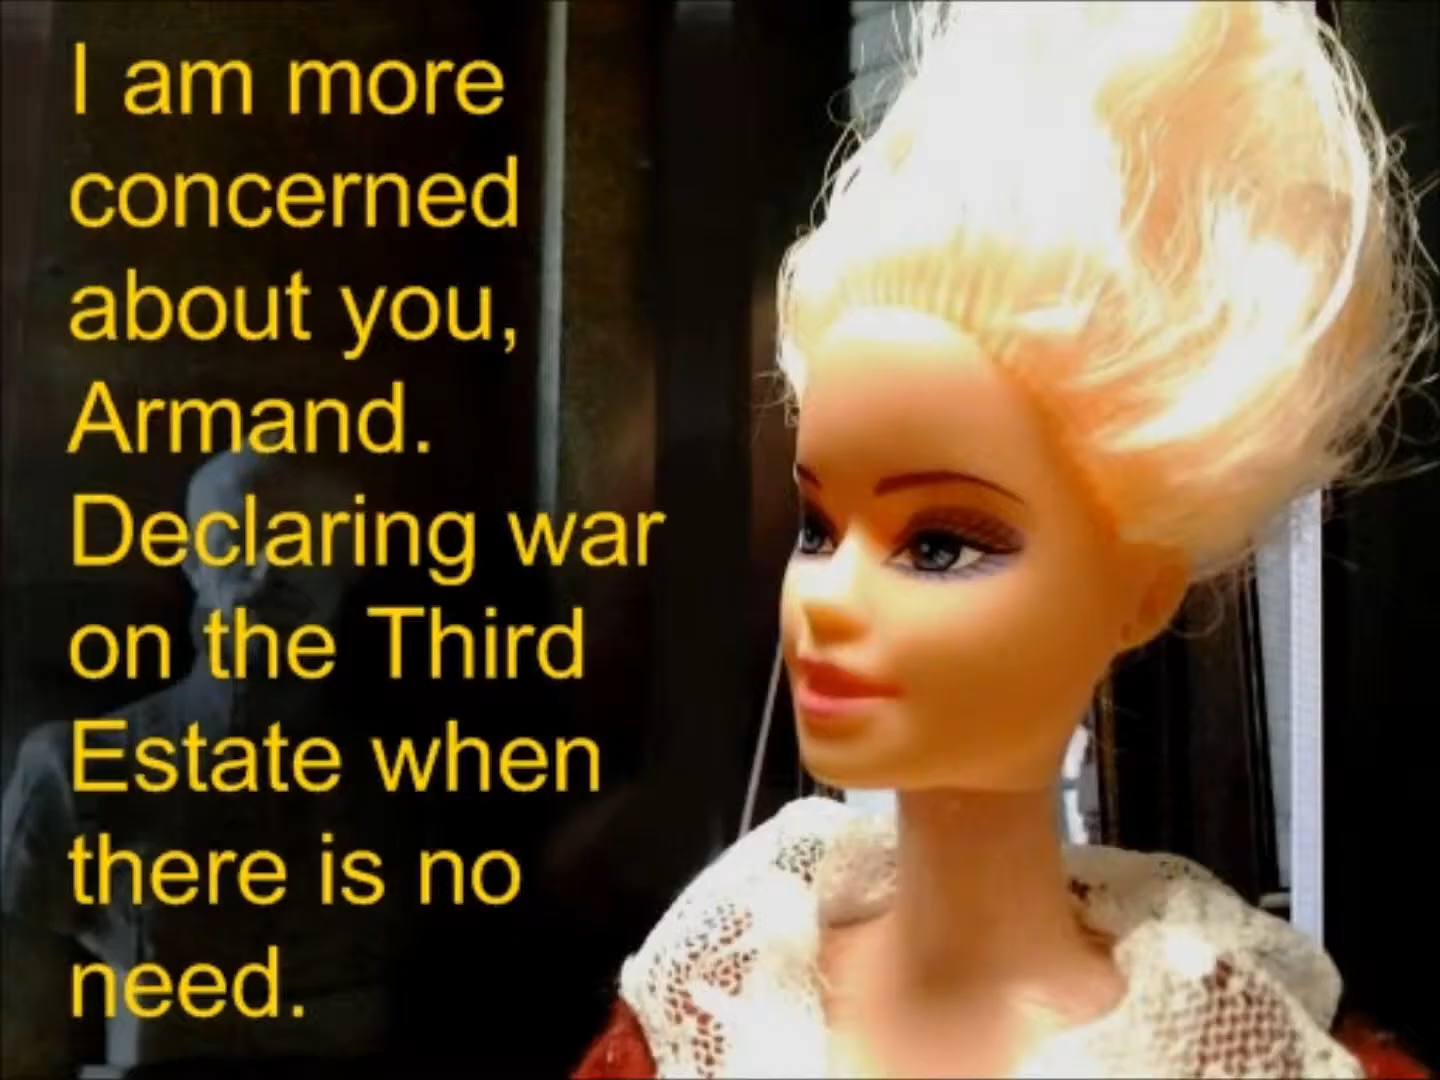 I am more
concerned
about you,
Armand.
Declaring war
on the Third
Estate when
there is no
need.